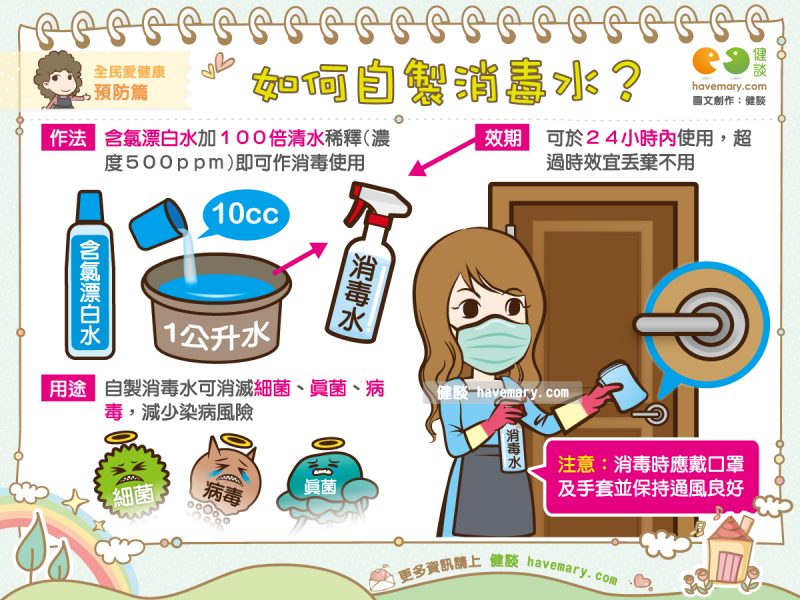 全民愛健康
預防篇
如何自製消毒水？
健談
havemary.com
圖文創作：健談
作法
含氯漂白水加１００倍清水稀釋(濃
度５００ｐｐｍ)即可作消毒使用
效期
可於２４小時內使用，超
過時效宜丟棄不用
10cc
含氯漂白水
1公升水
消毒水
用途
自製消毒水可消滅細菌、真菌、病
毒，減少染病風險
細菌
病毒
真菌
健談 havemary.com
消毒水
注意：消毒時應戴口罩
及手套並保持通風良好
更多資訊請上 健談 havemary.com